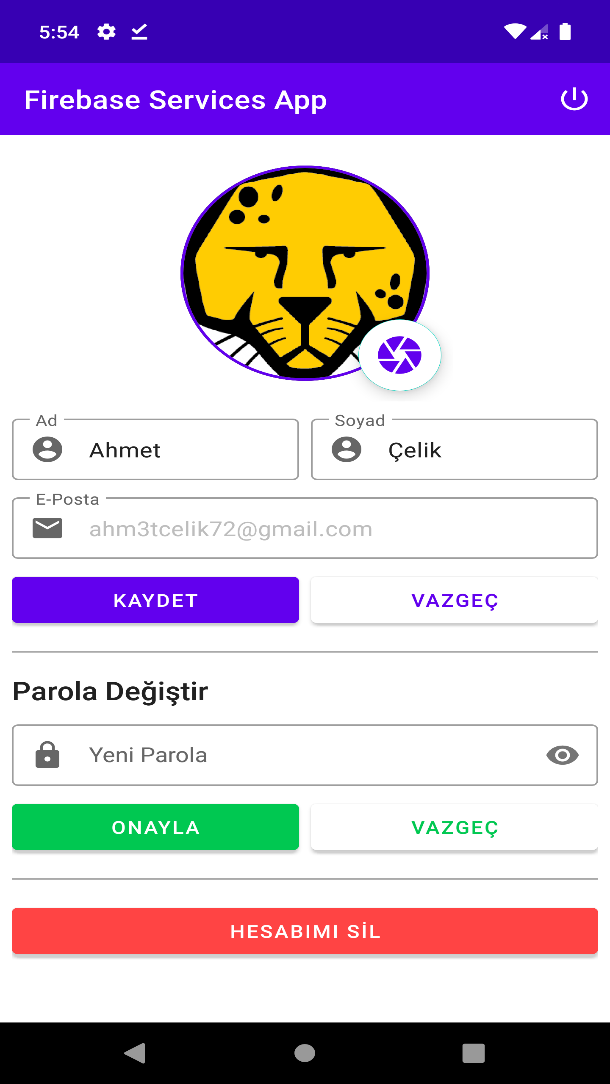 5:54
Firebase Services App
Ad
Ahmet
Soyad
Çelik
E-Posta
ahm3tcelik72@gmail.com
KAYDET
VAZGEÇ
Parola Değiştir
Yeni Parola
ONAYLA
VAZGEÇ
HESABIMI SİL